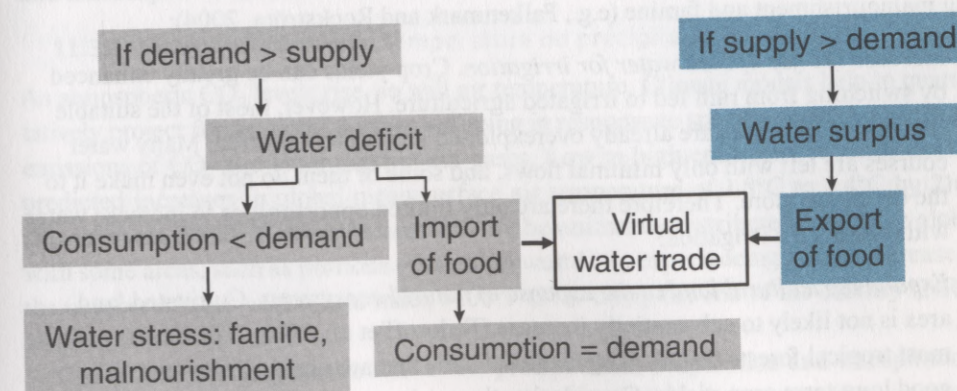 If demand > supply
If supply > demand
Water deficit
Water surplus
Consumption < demand
Import
of food
Virtual
water trade
Export
of food
Water stress: famine,
malnourishment
Consumption = demand